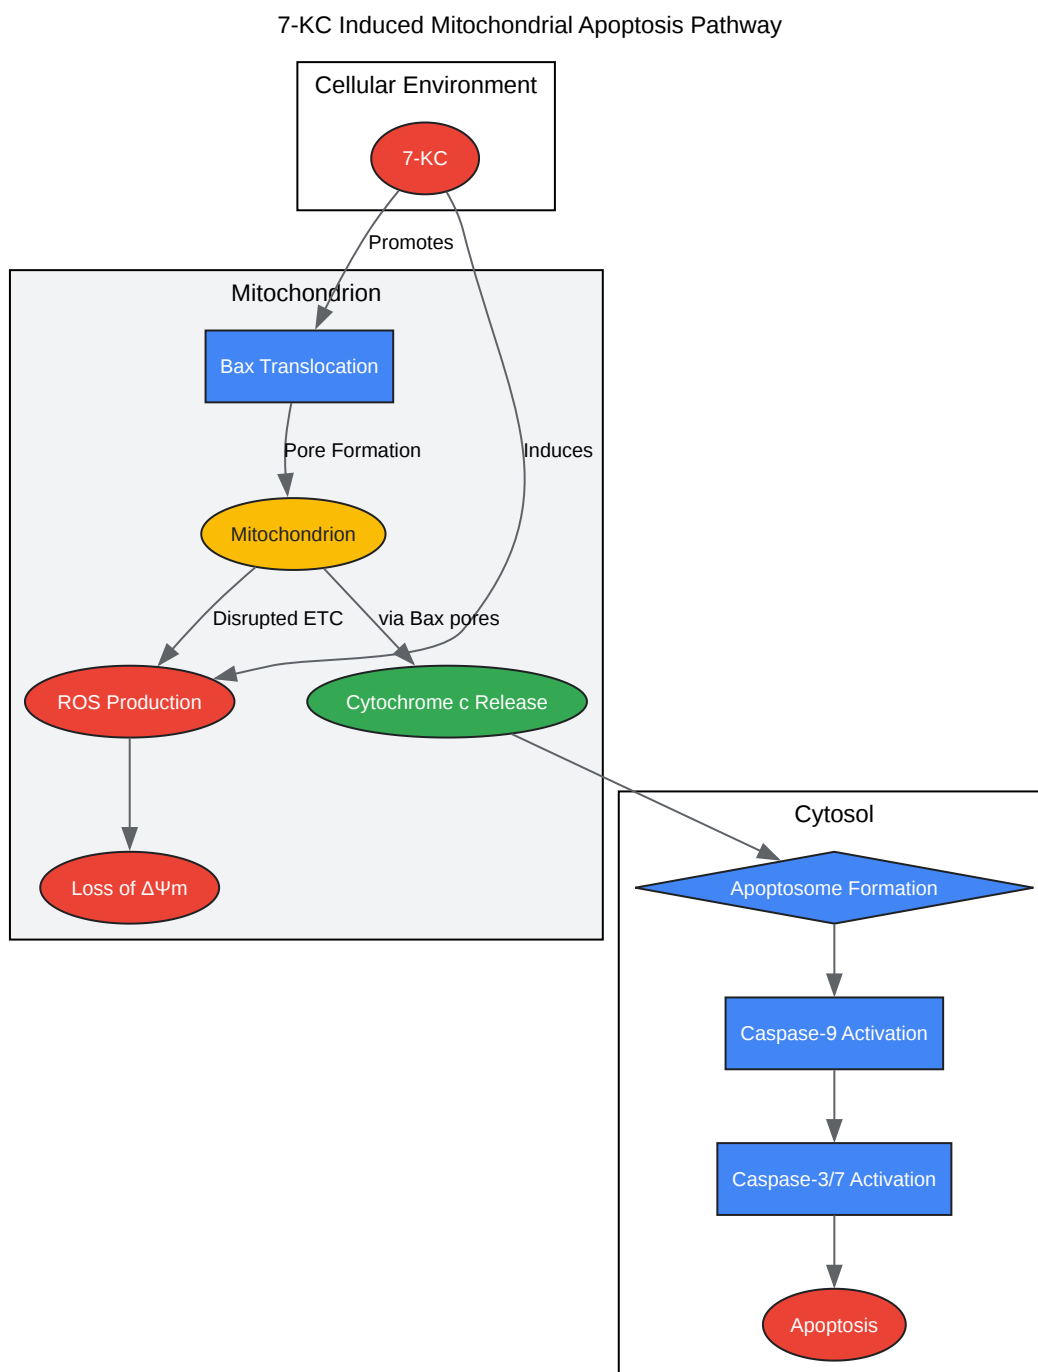 7-KC Induced Mitochondrial Apoptosis Pathway
Cellular Environment
7-KC
Promotes
Mitochondrion
Bax Translocation
Pore Formation
Induces
Mitochondrion
Disrupted ETC
via Bax pores
ROS Production
Cytochrome c Release
Loss of ΔΨm
Cytosol
Apoptosome Formation
Caspase-9 Activation
Caspase-3/7 Activation
Apoptosis